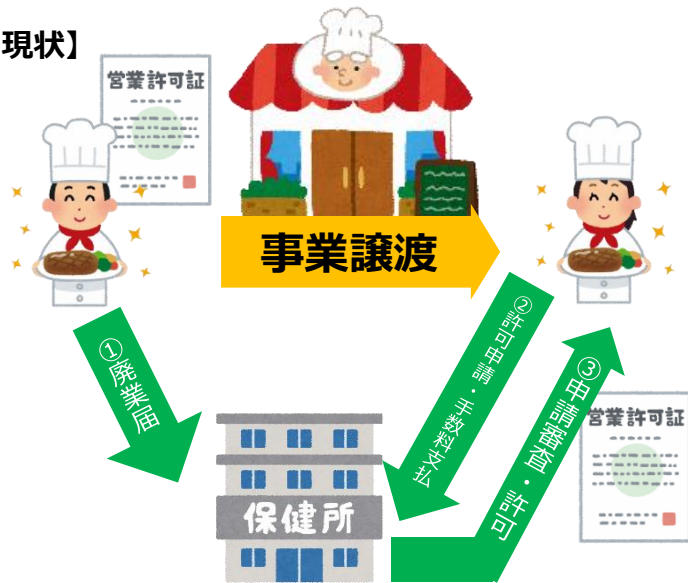 現状】
営業許可証
事業譲渡
①廃業届
②許可申請・手数料支払
③申請審査・許可
営業許可証
保健所